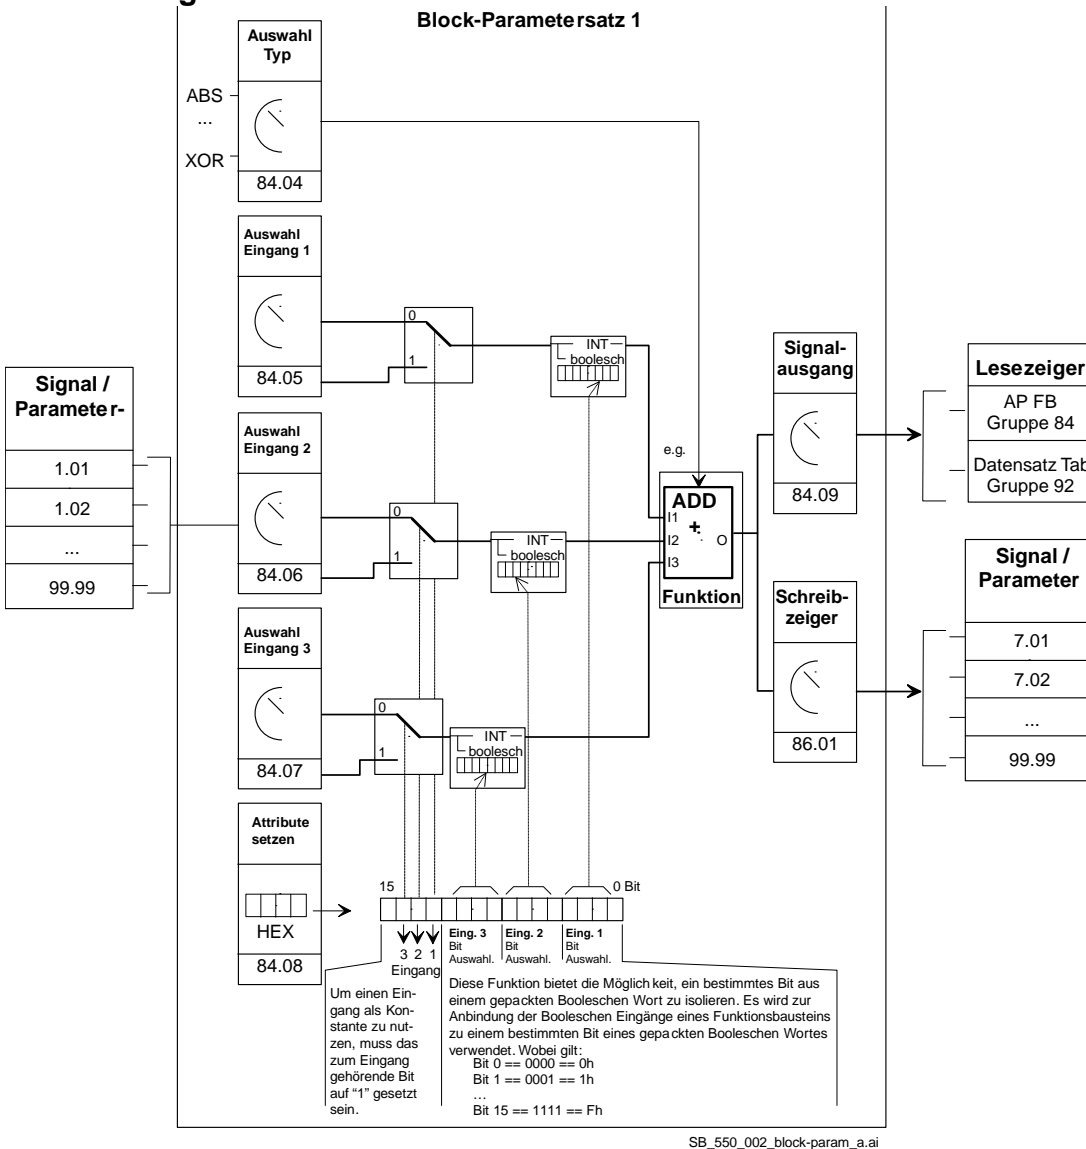 g
Block-Parametersatz 1
Auswahl
Typ
ABS
...
XOR
84.04
Auswahl
Eingang 1
0
1
84.05
INT
boolesch
Signal /
Parameter-
1.01
1.02
...
99.99
Auswahl
Eingang 2
0
1
84.06
INT
boolesch
Auswahl
Eingang 3
0
1
84.07
INT
boolesch
e.g.
ADD
+
I1
I2
I3
O
Funktion
Signal-
ausgang
84.09
Schreib-
zeiger
86.01
Lesezeiger
AP FB
Gruppe 84
Datensatz Tab
Gruppe 92
Signal /
Parameter
7.01
7.02
...
99.99
Attribute
setzen
HEX
84.08
15
0 Bit
3 2 1
Eingang
Eing. 3
Bit
Auswahl.
Eing. 2
Bit
Auswahl.
Eing. 1
Bit
Auswahl.
Um einen Ein-
gang als Kon-
stante zu nut-
zen, muss das
zum Eingang
gehörende Bit
auf “1” gesetzt
sein.
Diese Funktion bietet die Möglichkeit, ein bestimmtes Bit aus
einem gepackten Booleschen Wort zu isolieren. Es wird zur
Anbindung der Booleschen Eingänge eines Funktionsbausteins
zu einem bestimmten Bit eines gepackten Booleschen Wortes
verwendet. Wobei gilt:
Bit 0 == 0000 == 0h
Bit 1 == 0001 == 1h
...
Bit 15 == 1111 == Fh
SB_550_002_block-param_a.ai